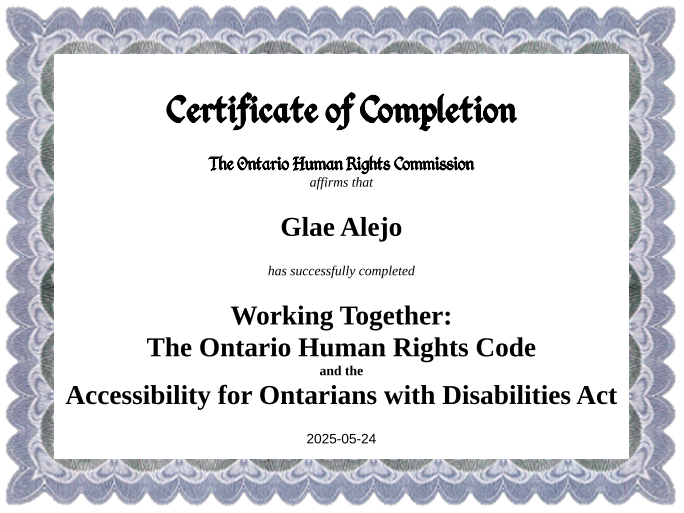 Certificate of Completion
The Ontario Human Rights Commission
affirms that
Glae Alejo
has successfully completed
Working Together:
The Ontario Human Rights Code
and the
Accessibility for Ontarians with Disabilities Act
2025-05-24